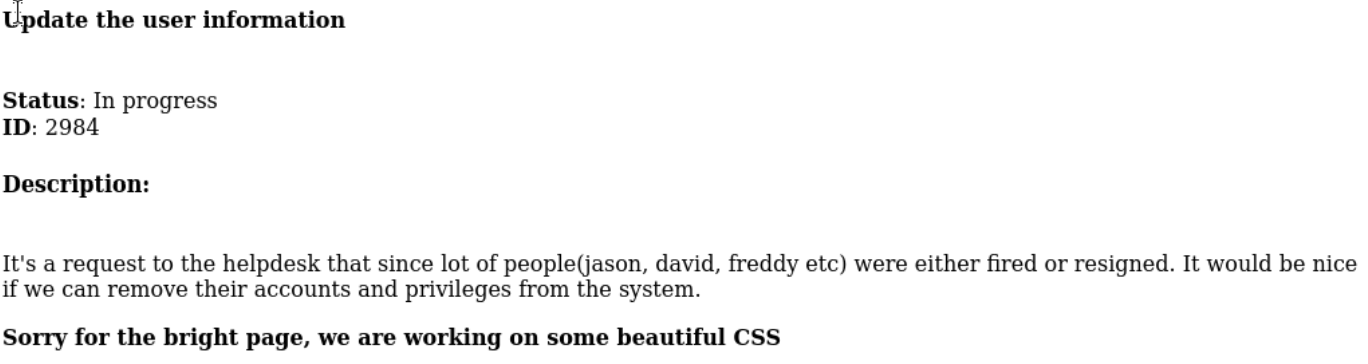 Update the user information
Status: In progress
ID: 2984
Description:
It's a request to the helpdesk that since lot of people(jason, david, freddy etc) were either fired or resigned. It would be nice
if we can remove their accounts and privileges from the system.
Sorry for the bright page, we are working on some beautiful CSS